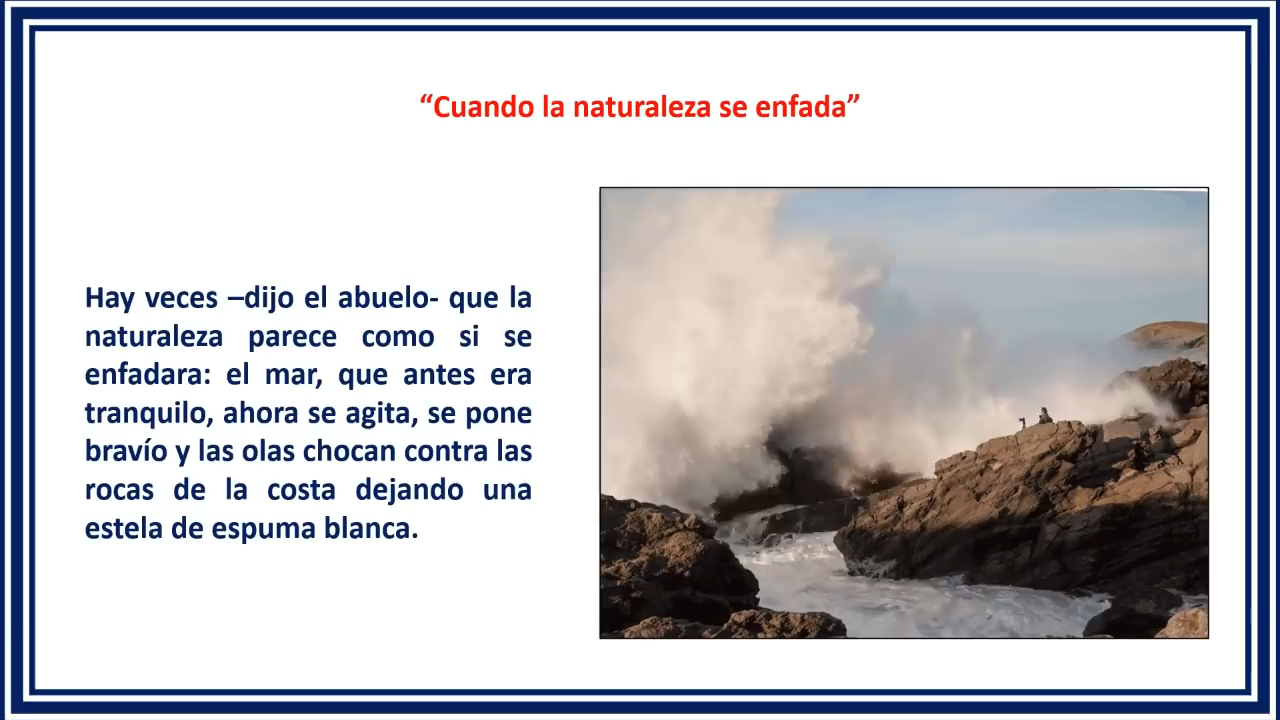 “Cuando la naturaleza se enfada”
Hay veces –dijo el abuelo- que la
naturaleza parece como si se
enfadara: el mar, que antes era
tranquilo, ahora se agita, se pone
bravío y las olas chocan contra las
rocas de la costa dejando una
estela de espuma blanca.